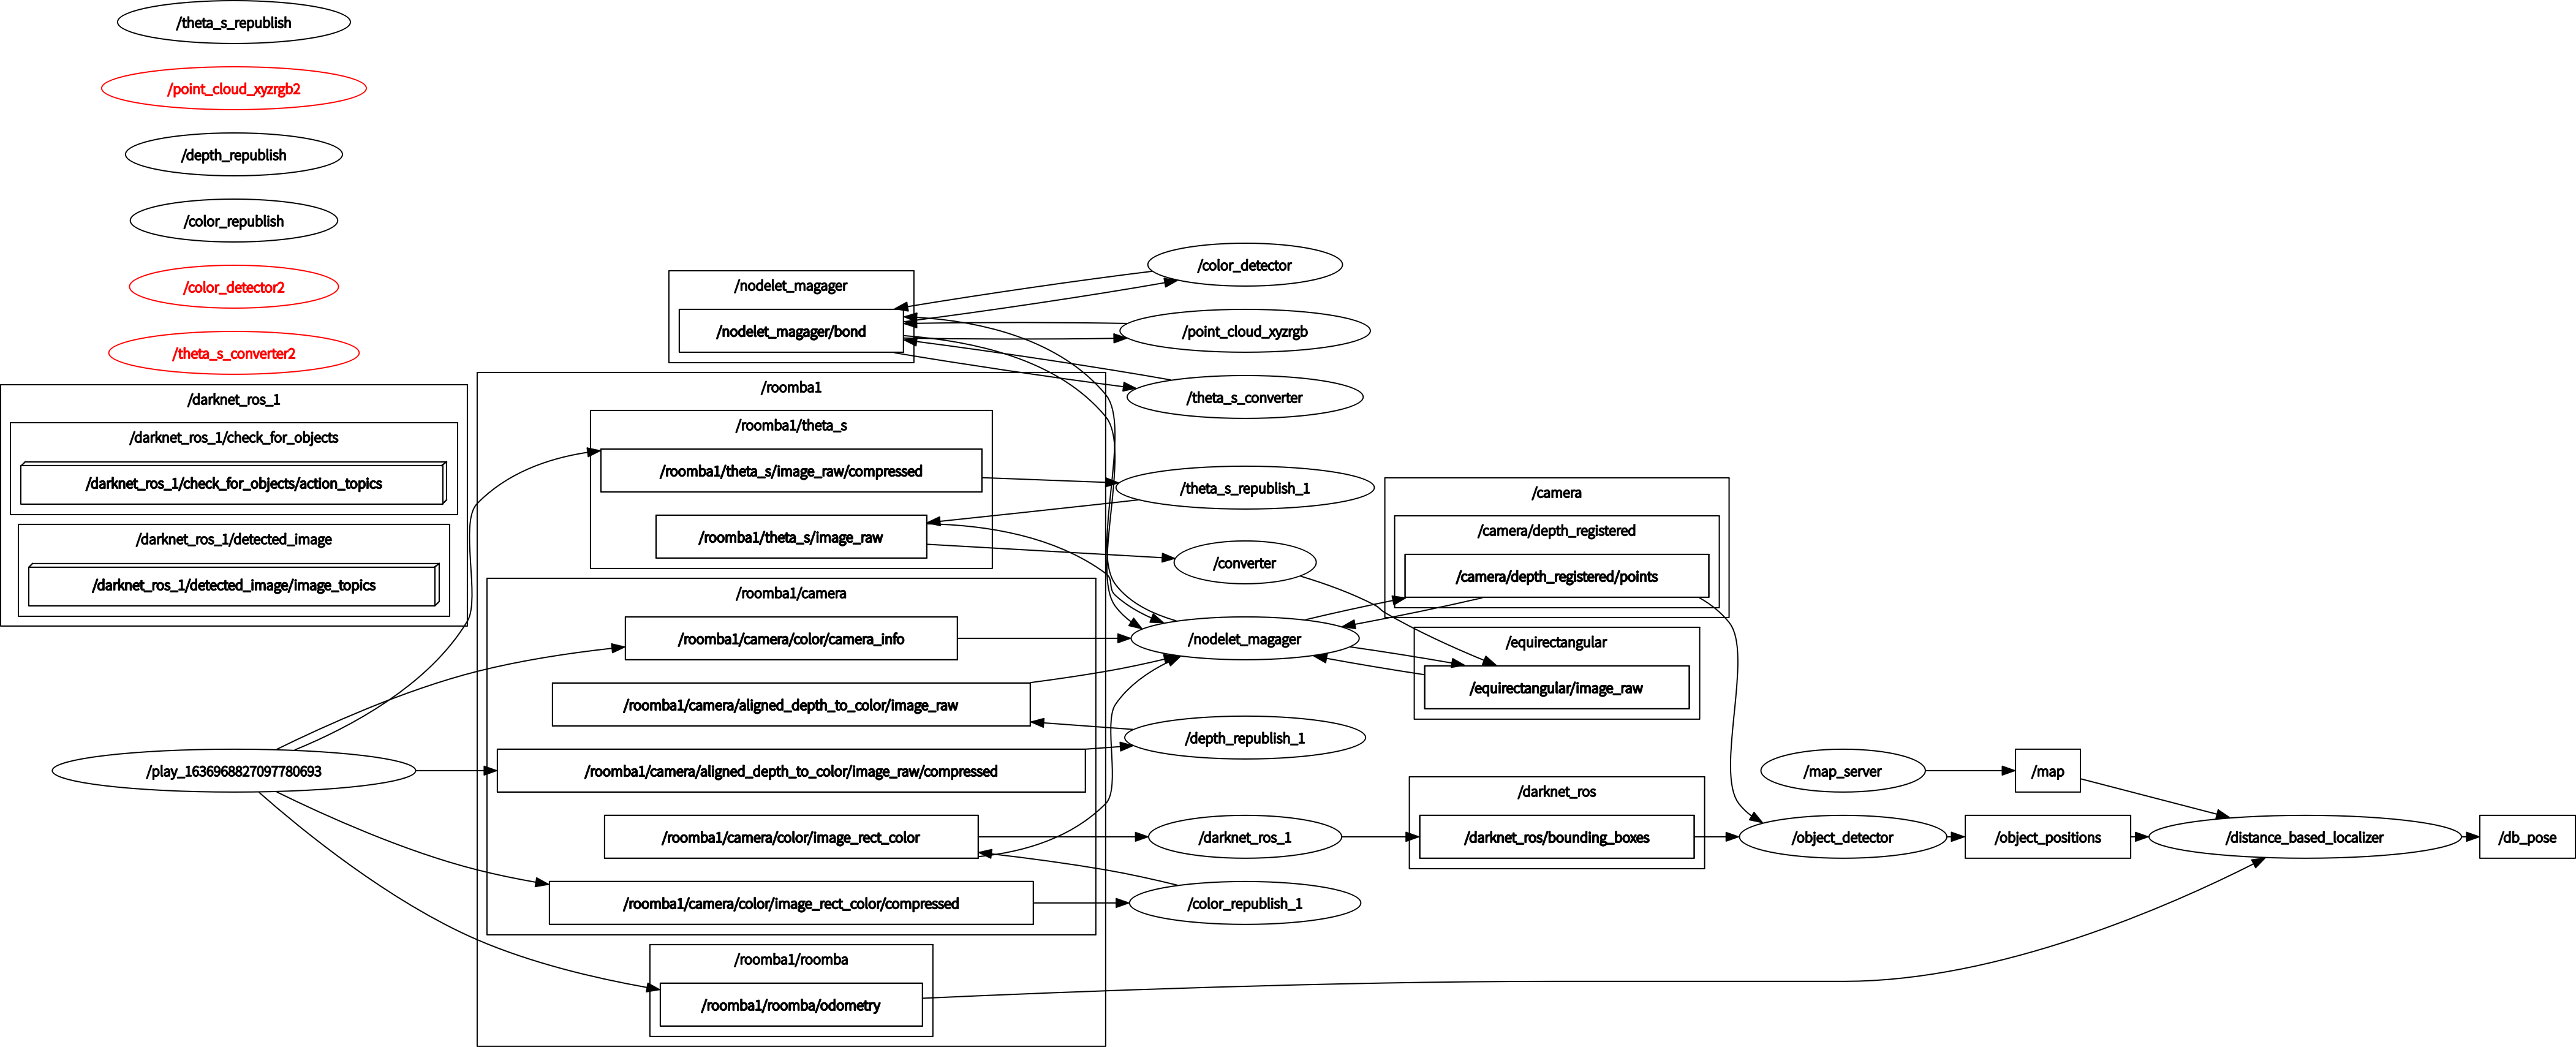 /theta_s_republish
/point_cloud_xyzrgb2
/depth_republish
/color_republish
/color_detector2
/theta_s_converter2
/darknet_ros_1
/darknet_ros_1/check_for_objects
/darknet_ros_1/check_for_objects/action_topics
/darknet_ros_1/detected_image
/darknet_ros_1/detected_image/image_topics
/play_1636968827097780693
/nodelet_magager
/nodelet_magager/bond
/roomba1
/roomba1/theta_s
/roomba1/theta_s/image_raw/compressed
/roomba1/theta_s/image_raw
/roomba1/camera
/roomba1/camera/color/camera_info
/roomba1/camera/aligned_depth_to_color/image_raw
/roomba1/camera/aligned_depth_to_color/image_raw/compressed
/roomba1/camera/color/image_rect_color
/roomba1/camera/color/image_rect_color/compressed
/roomba1/roomba
/roomba1/roomba/odometry
/color_detector
/point_cloud_xyzrgb
/theta_s_converter
/theta_s_republish_1
/converter
/nodelet_magager
/depth_republish_1
/darknet_ros_1
/color_republish_1
/camera
/camera/depth_registered
/camera/depth_registered/points
/equirectangular
/equirectangular/image_raw
/darknet_ros
/darknet_ros/bounding_boxes
/map_server
/object_detector
/map
/object_positions
/distance_based_localizer
/db_pose